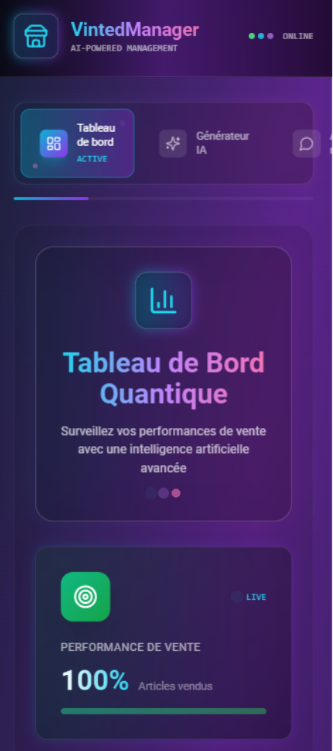 VintedManager
AI-POWERED MANAGEMENT
ONLINE
Tableau
de bord
ACTIVE
Générateur
IA
Tableau de Bord
Quantique
Surveillez vos performances de vente
avec une intelligence artificielle
avancée
LIVE
PERFORMANCE DE VENTE
100% Articles vendus